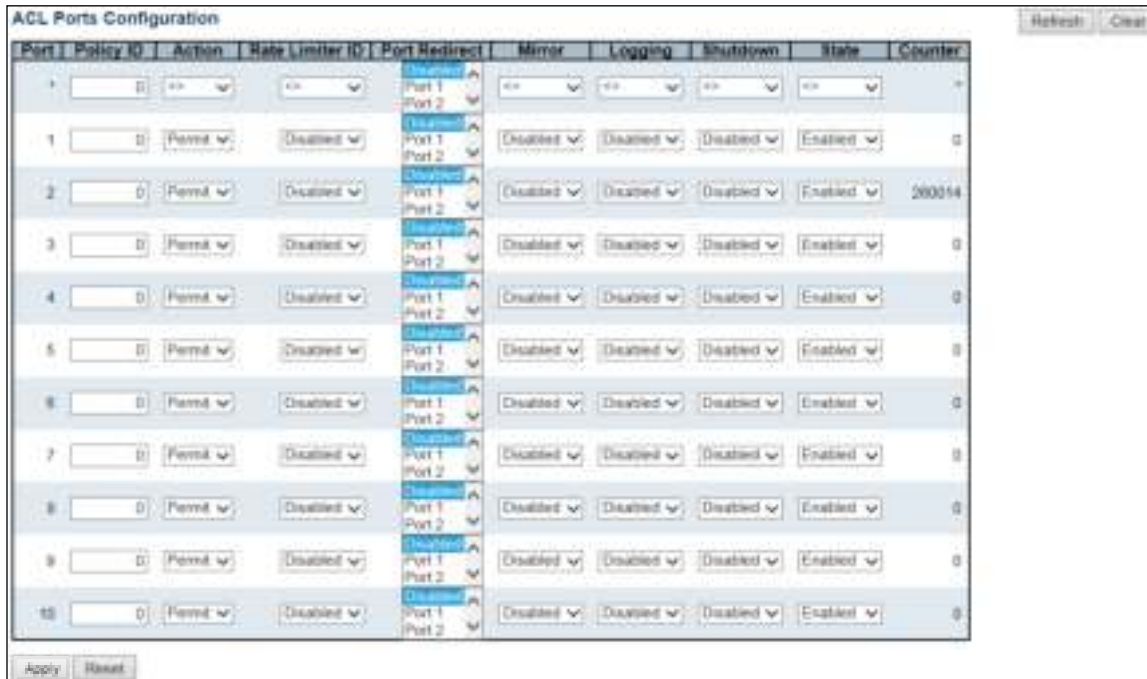 ACL Ports Configuration
Refresh Clear
Port Policy ID Action Rate Limiter ID Port Redirect Mirror Logging Shutdown State Counter
* 0 <> <> Disabled Port 1 Port 2 <> <> <> <> *
1 0 Permit Disabled Disabled Port 1 Port 2 Disabled Disabled Disabled Enabled 0
2 0 Permit Disabled Disabled Port 1 Port 2 Disabled Disabled Disabled Enabled 260014
3 0 Permit Disabled Disabled Port 1 Port 2 Disabled Disabled Disabled Enabled 0
4 0 Permit Disabled Disabled Port 1 Port 2 Disabled Disabled Disabled Enabled 0
5 0 Permit Disabled Disabled Port 1 Port 2 Disabled Disabled Disabled Enabled 0
6 0 Permit Disabled Disabled Port 1 Port 2 Disabled Disabled Disabled Enabled 0
7 0 Permit Disabled Disabled Port 1 Port 2 Disabled Disabled Disabled Enabled 0
8 0 Permit Disabled Disabled Port 1 Port 2 Disabled Disabled Disabled Enabled 0
9 0 Permit Disabled Disabled Port 1 Port 2 Disabled Disabled Disabled Enabled 0
10 0 Permit Disabled Disabled Port 1 Port 2 Disabled Disabled Disabled Enabled 0
Apply Reset